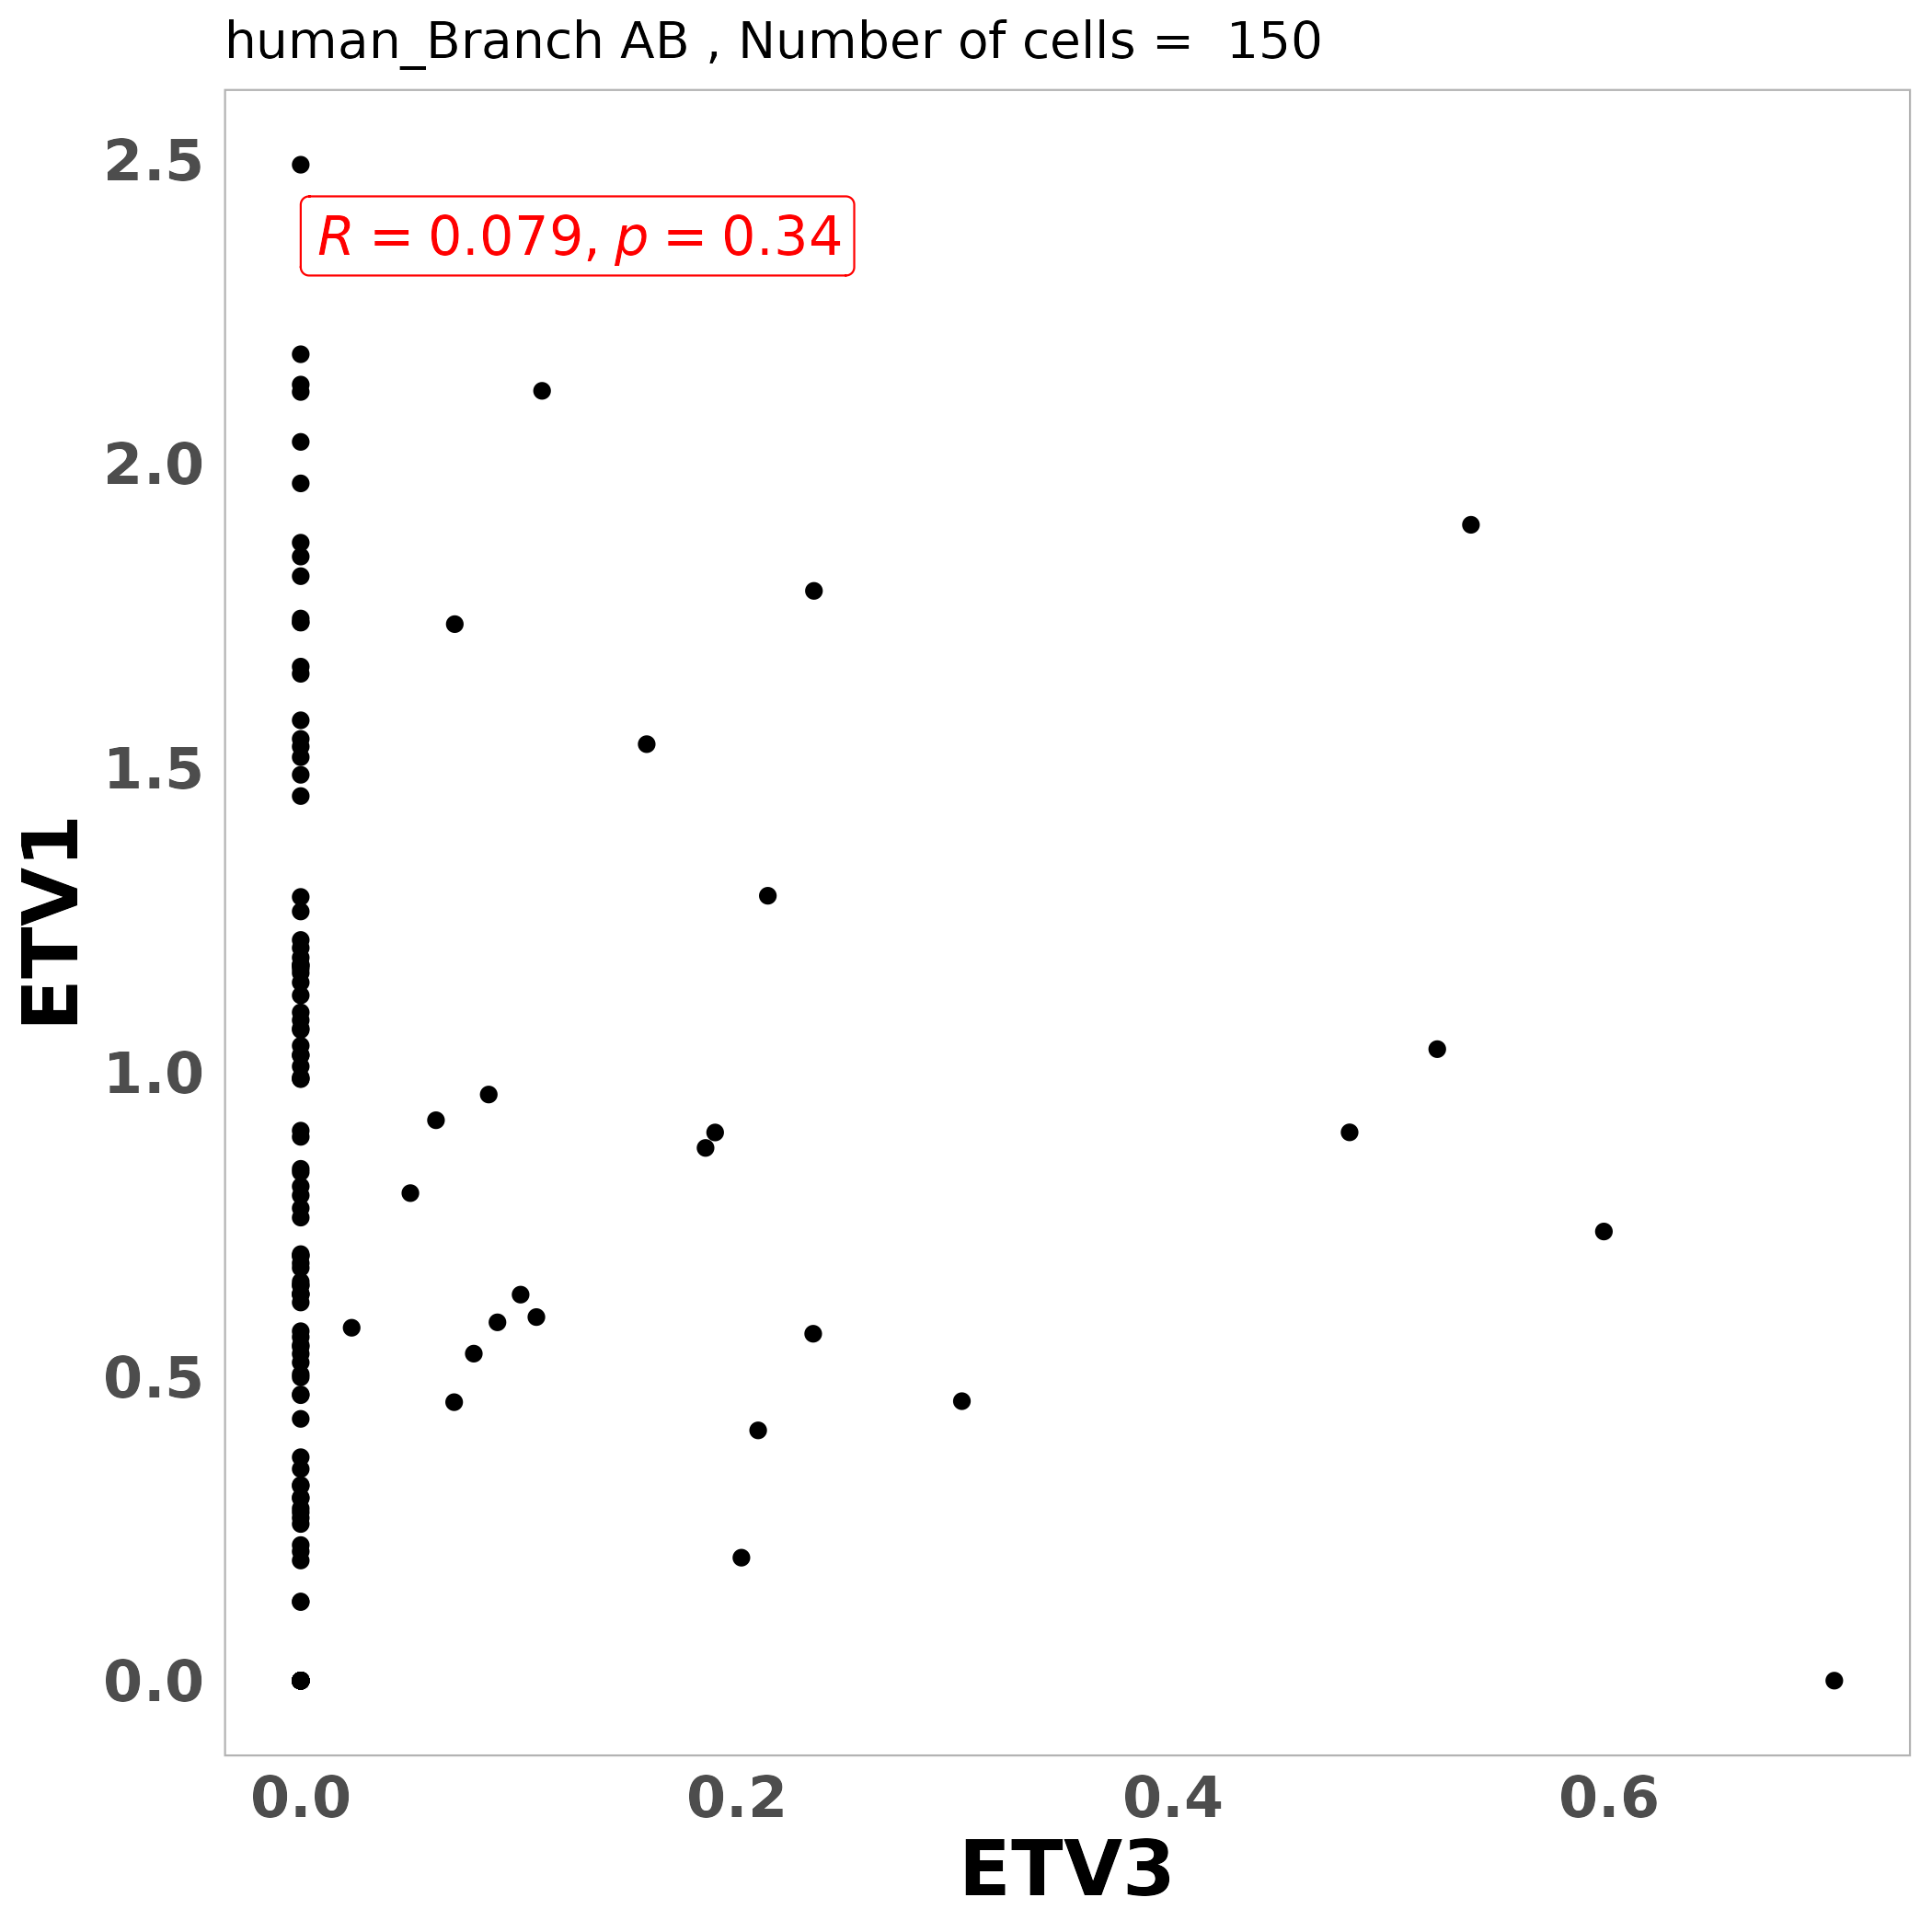 human_Branch AB , Number of cells =  150
2.5
R = 0.079, p = 0.34
2.0
1.5
ETV1
1.0
0.5
0.0
0.0 0.2 0.4 0.6
ETV3